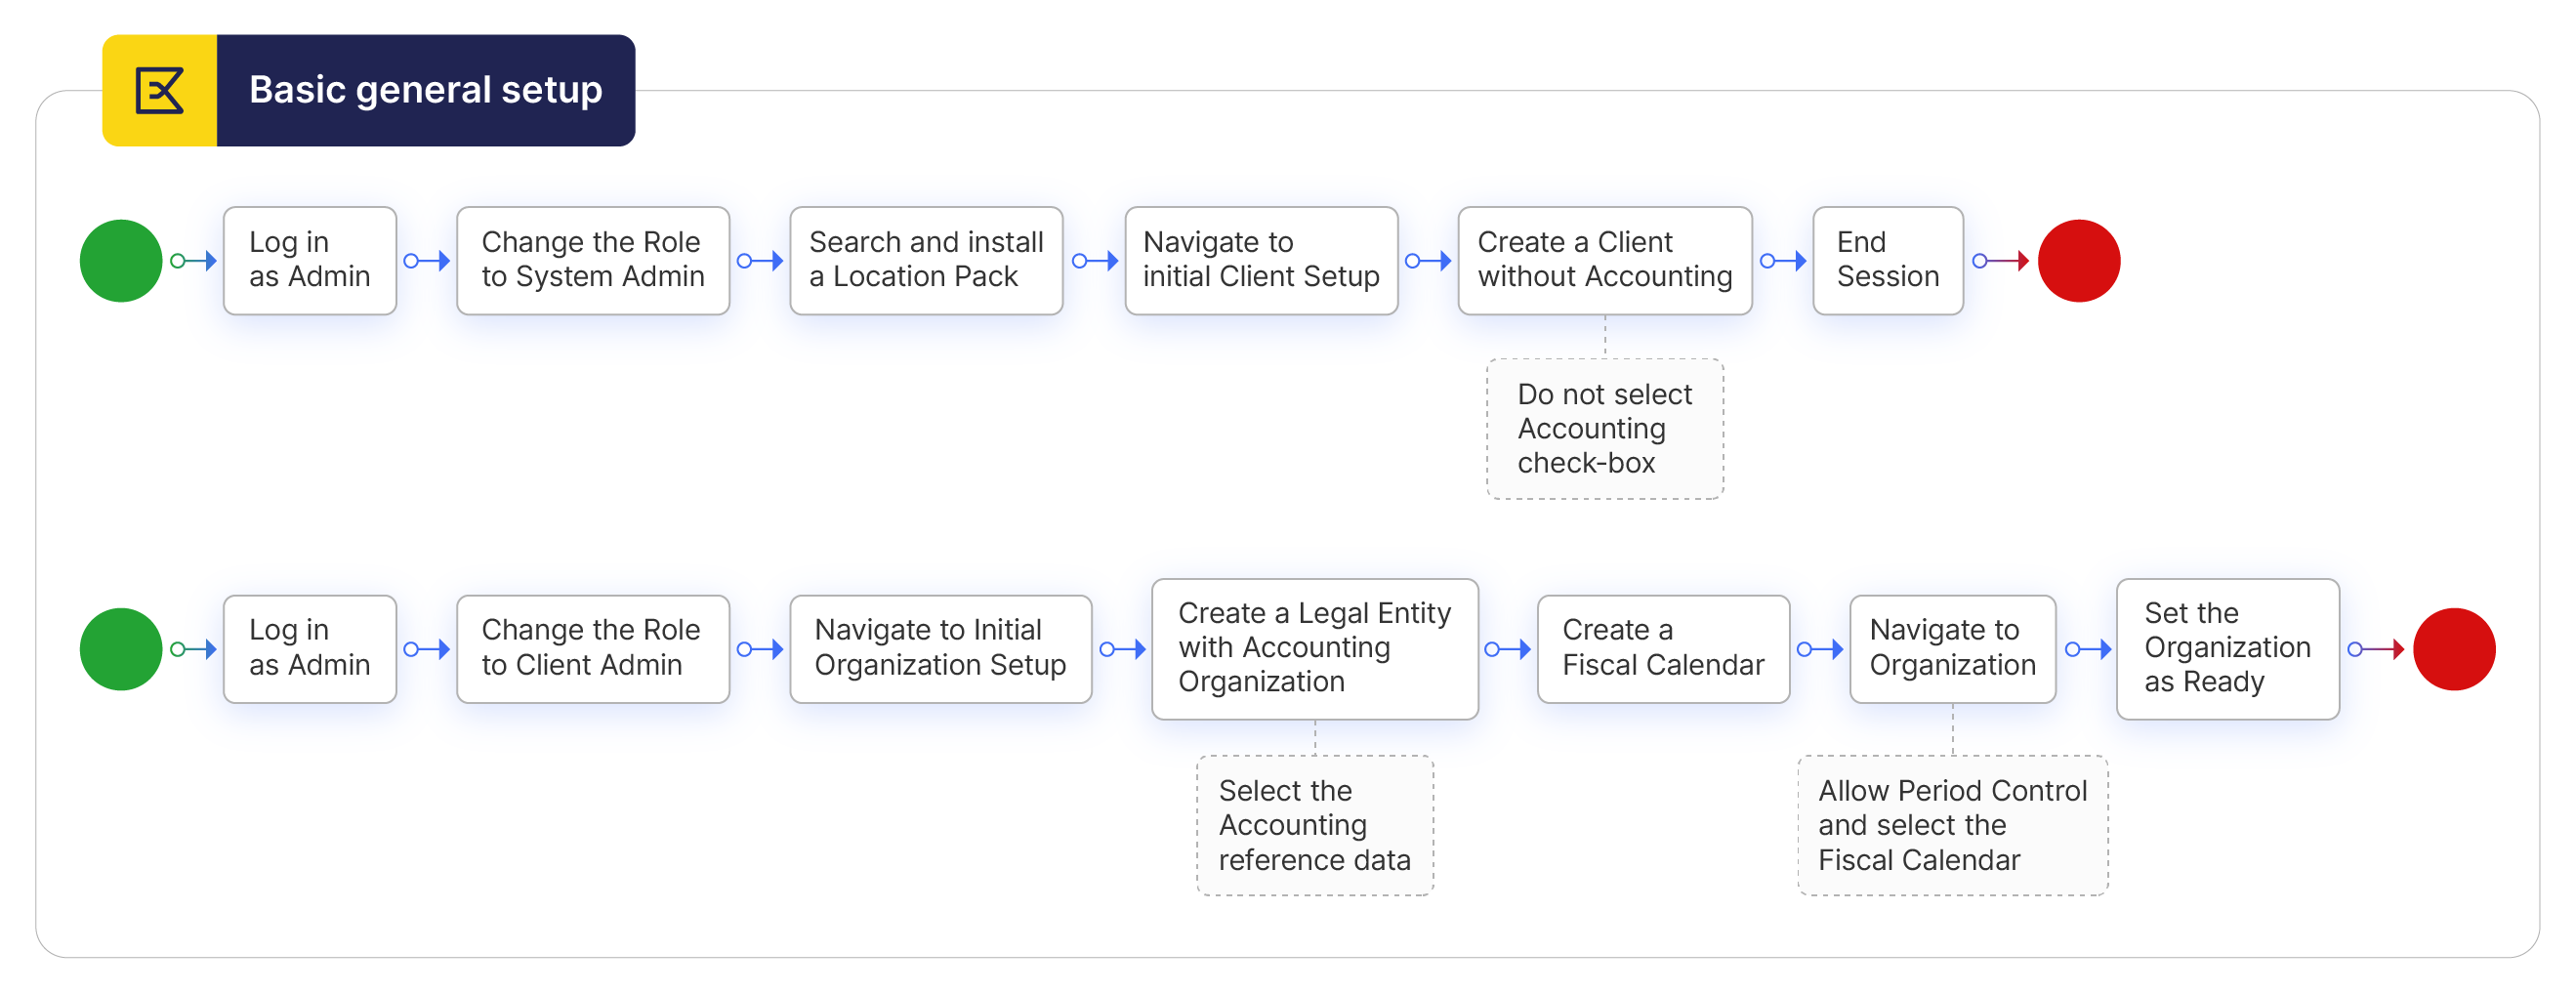 Basic general setup
Log in
as Admin
Change the Role
to System Admin
Search and install
a Location Pack
Navigate to
initial Client Setup
Create a Client
without Accounting
End
Session
Do not select
Accounting
check-box
Log in
as Admin
Change the Role
to Client Admin
Navigate to Initial
Organization Setup
Create a Legal Entity
with Accounting
Organization
Create a
Fiscal Calendar
Navigate to
Organization
Set the
Organization
as Ready
Select the
Accounting
reference data
Allow Period Control
and select the
Fiscal Calendar